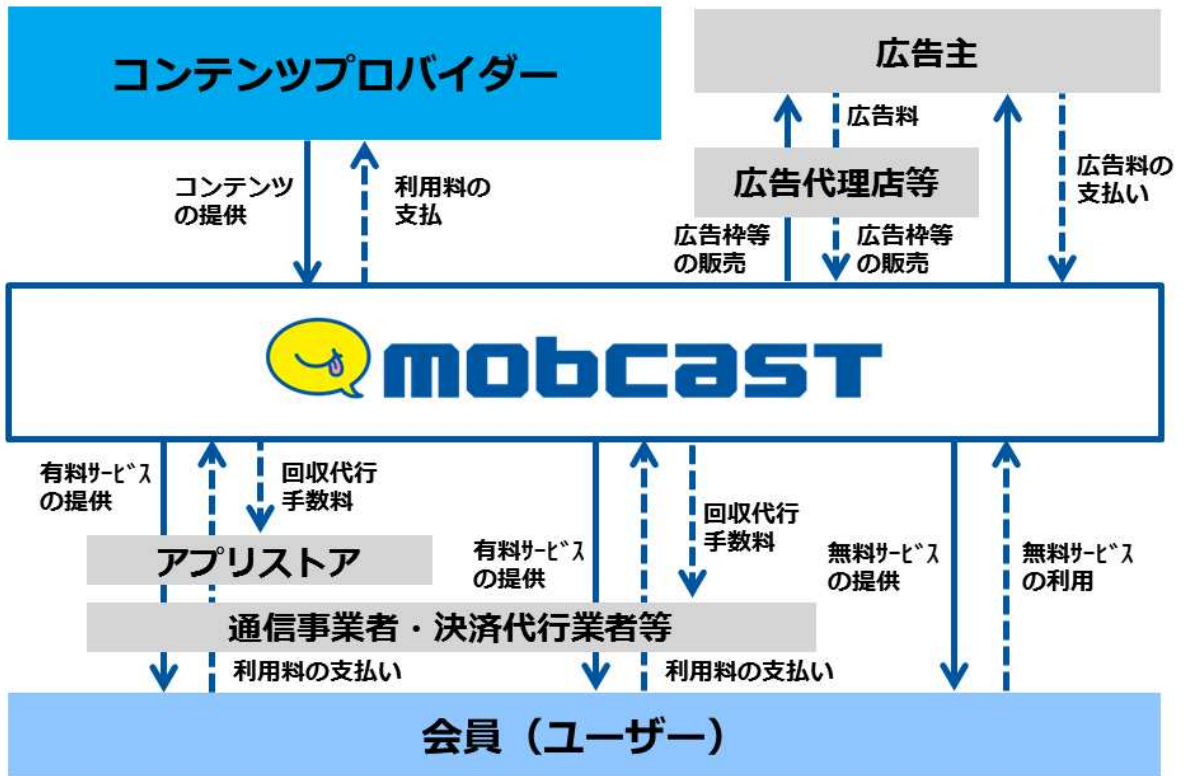 コンテンツプロバイダー
広告主
コンテンツ
の提供
利用料の
支払
広告料
広告代理店等
広告料の
支払い
広告枠等
の販売
広告枠等
の販売
mobcast
有料ｻｰﾋﾞｽ
の提供
回収代行
手数料
アプリストア
有料ｻｰﾋﾞｽ
の提供
回収代行
手数料
無料ｻｰﾋﾞｽ
の提供
無料ｻｰﾋﾞｽ
の利用
通信事業者・決済代行業者等
利用料の支払い
利用料の支払い
会員（ユーザー）